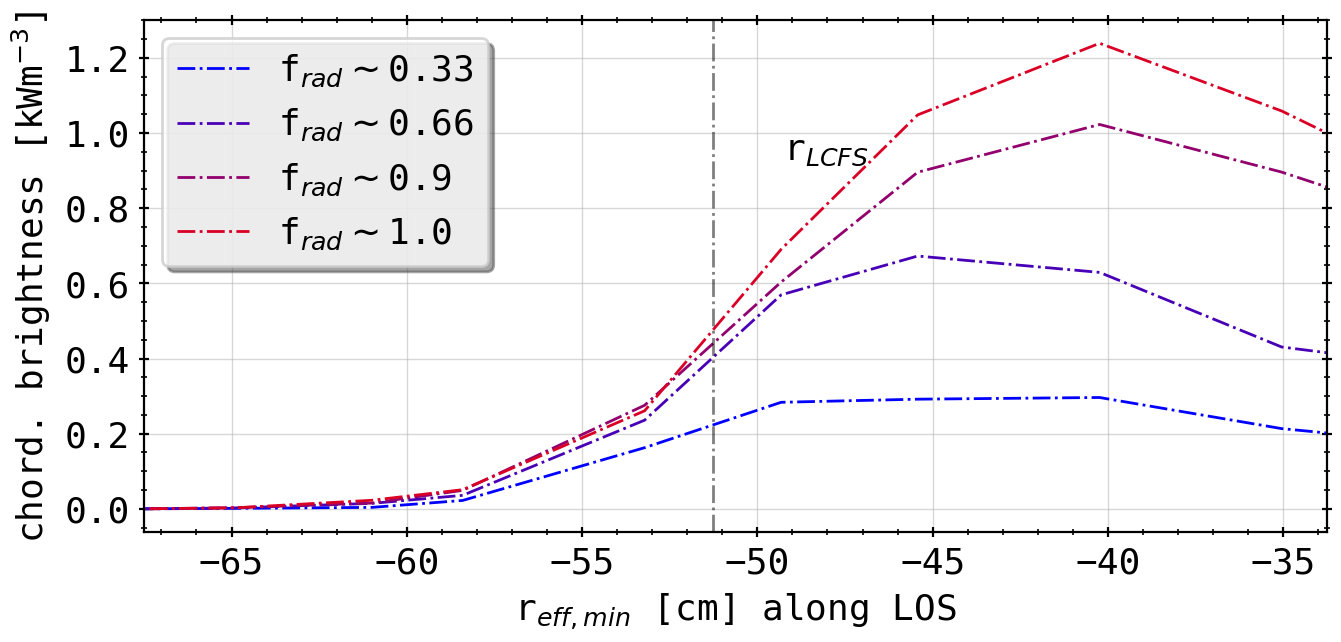 chord. brightness [kWm⁻³]
1.2
1.0
0.8
0.6
0.4
0.2
0.0
f_rad ~ 0.33
f_rad ~ 0.66
f_rad ~ 0.9
f_rad ~ 1.0
r_LCFS
−65 −60 −55 −50 −45 −40 −35
r_eff,min [cm] along LOS